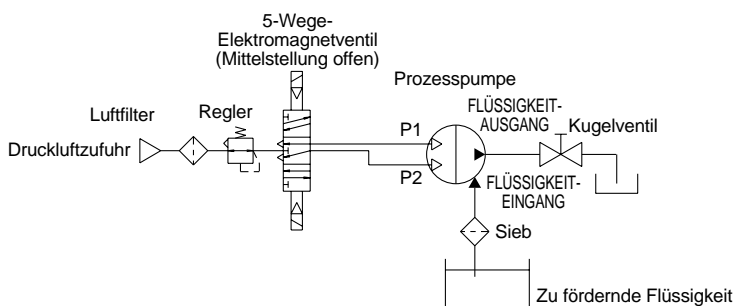 5-Wege-
Elektromagnetventil
(Mittelstellung offen)
Prozesspumpe
Luftfilter
Regler
P1
FLÜSSIGKEIT-
AUSGANG
Kugelventil
Druckluftzufuhr
P2
FLÜSSIGKEIT-
EINGANG
Sieb
Zu fördernde Flüssigkeit